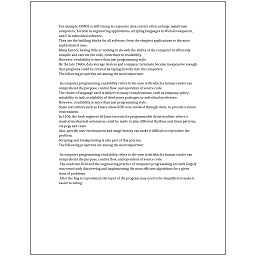 For example, COBOL is still strong in corporate data centers often on large mainframe
computers, Fortran in engineering applications, scripting languages in Web development,
and C in embedded software.
They are the building blocks for all software, from the simplest applications to the most
sophisticated ones.
Many factors, having little or nothing to do with the ability of the computer to efficiently
compile and execute the code, contribute to readability.
However, readability is more than just programming style.
By the late 1960s, data storage devices and computer terminals became inexpensive enough
that programs could be created by typing directly into the computers.
The following properties are among the most important:
In computer programming, readability refers to the ease with which a human reader can
comprehend the purpose, control flow, and operation of source code.
The choice of language used is subject to many considerations, such as company policy,
suitability to task, availability of third-party packages, or individual preference.
However, readability is more than just programming style.
Some text editors such as Emacs allow GDB to be invoked through them, to provide a visual
environment.
In 1206, the Arab engineer Al-Jazari invented a programmable drum machine where a
musical mechanical automaton could be made to play different rhythms and drum patterns,
via pegs and cams.
Also, specific user environment and usage history can make it difficult to reproduce the
problem.
Scripting and breakpointing is also part of this process.
The following properties are among the most important:
In computer programming, readability refers to the ease with which a human reader can
comprehend the purpose, control flow, and operation of source code.
The academic field and the engineering practice of computer programming are both largely
concerned with discovering and implementing the most efficient algorithms for a given
class of problems.
After the bug is reproduced, the input of the program may need to be simplified to make it
easier to debug.